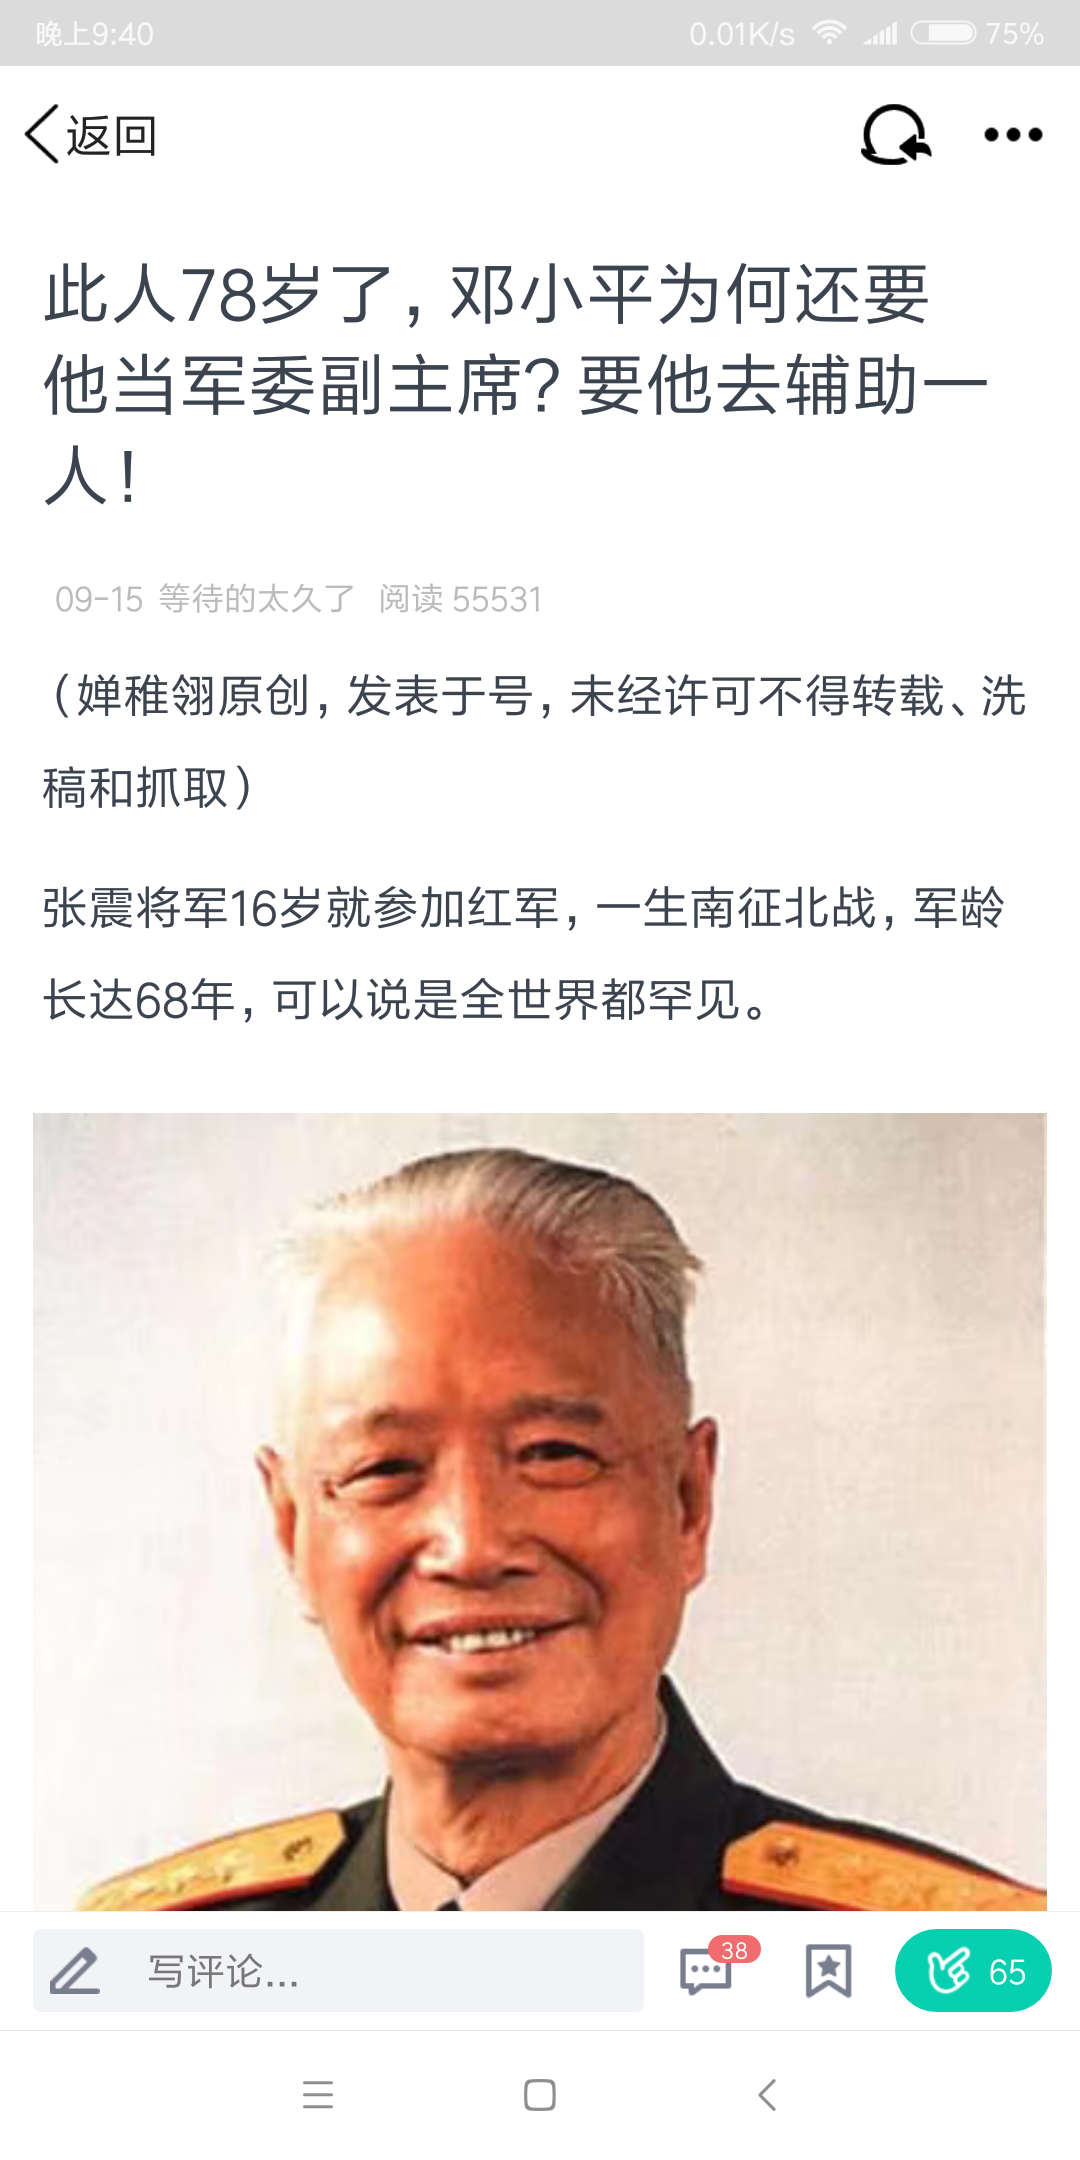 晚上9:40 0.01K/s 75%
返回
此人78岁了，邓小平为何还要
他当军委副主席？要他去辅助一
人！
09-15 等待的太久了 阅读 55531
（婵稚翎原创，发表于号，未经许可不得转载、洗
稿和抓取）
张震将军16岁就参加红军，一生南征北战，军龄
长达68年，可以说是全世界都罕见。
写评论... 38 65